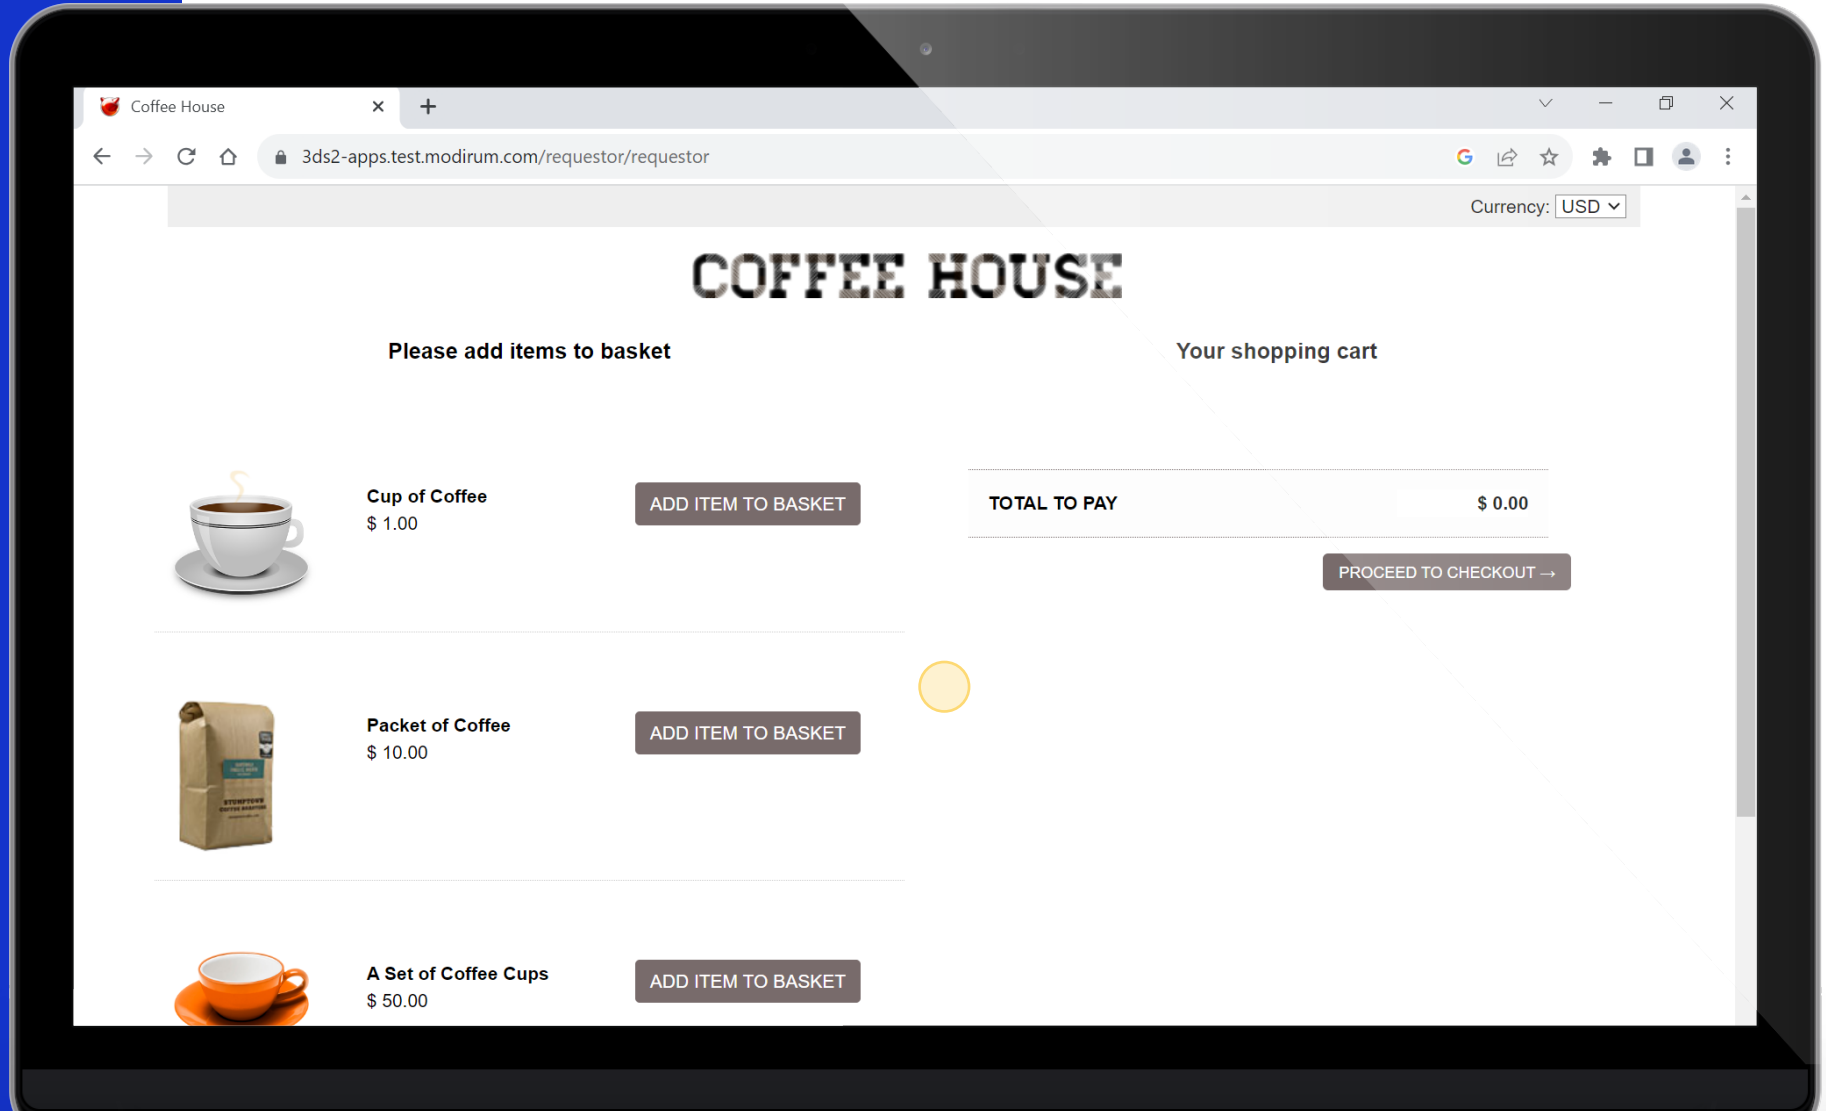 Coffee House
3ds2-apps.test.modirum.com/requestor/requestor
Currency: USD
COFFEE HOUSE
Please add items to basket
Your shopping cart
Cup of Coffee
$ 1.00
ADD ITEM TO BASKET
TOTAL TO PAY
$ 0.00
PROCEED TO CHECKOUT →
Packet of Coffee
$ 10.00
ADD ITEM TO BASKET
STUMPTOWN
COFFEE ROASTERS
A Set of Coffee Cups
$ 50.00
ADD ITEM TO BASKET